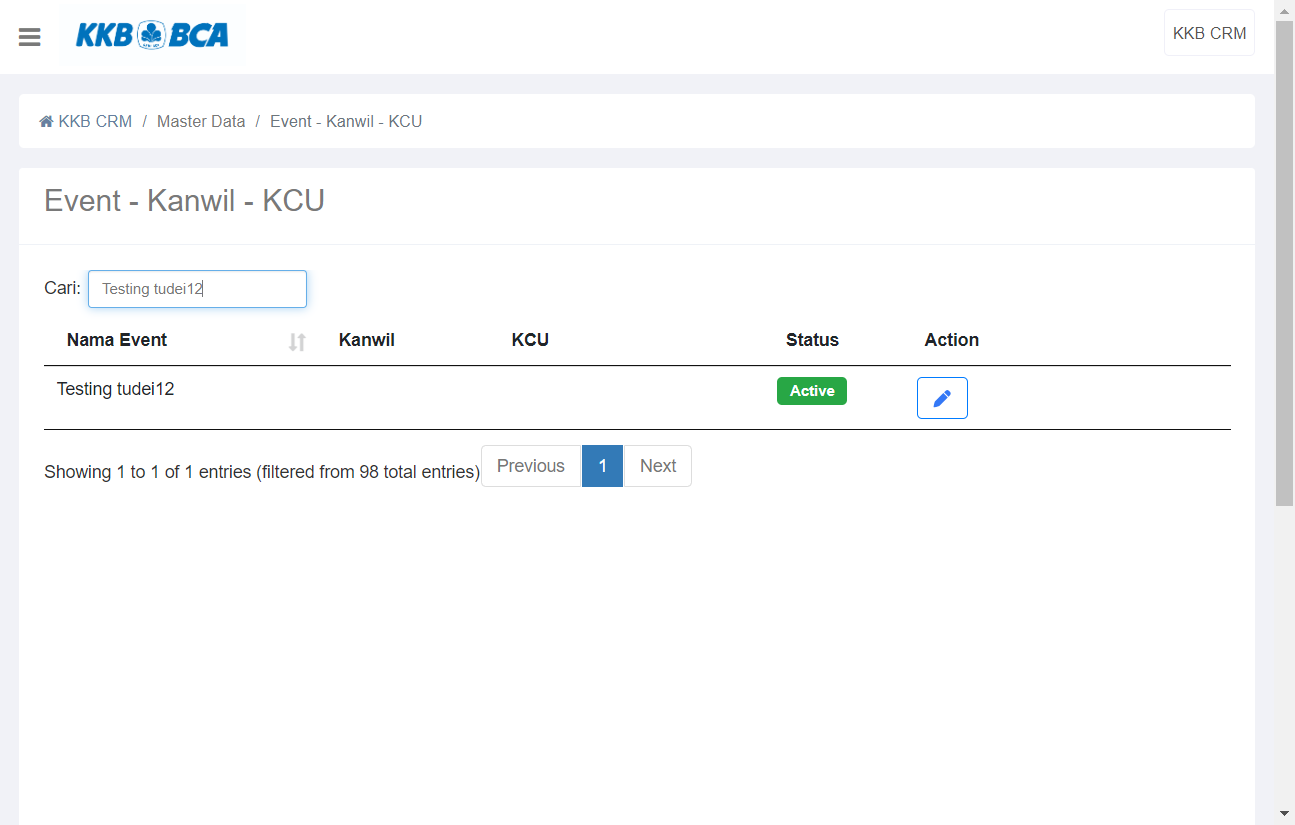 KKB BCA
KKB CRM
KKB CRM / Master Data / Event - Kanwil - KCU
Event - Kanwil - KCU
Cari: Testing tudei12
Nama Event Kanwil KCU Status Action
Testing tudei12 Active
Showing 1 to 1 of 1 entries (filtered from 98 total entries) Previous 1 Next